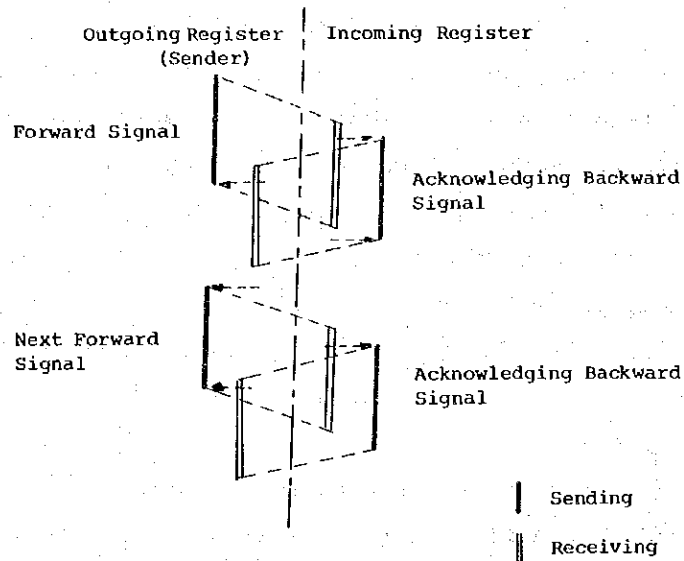 Outgoing Register
(Sender)
Incoming Register
Forward Signal
Acknowledging Backward
Signal
Next Forward
Signal
Acknowledging Backward
Signal
Sending
Receiving